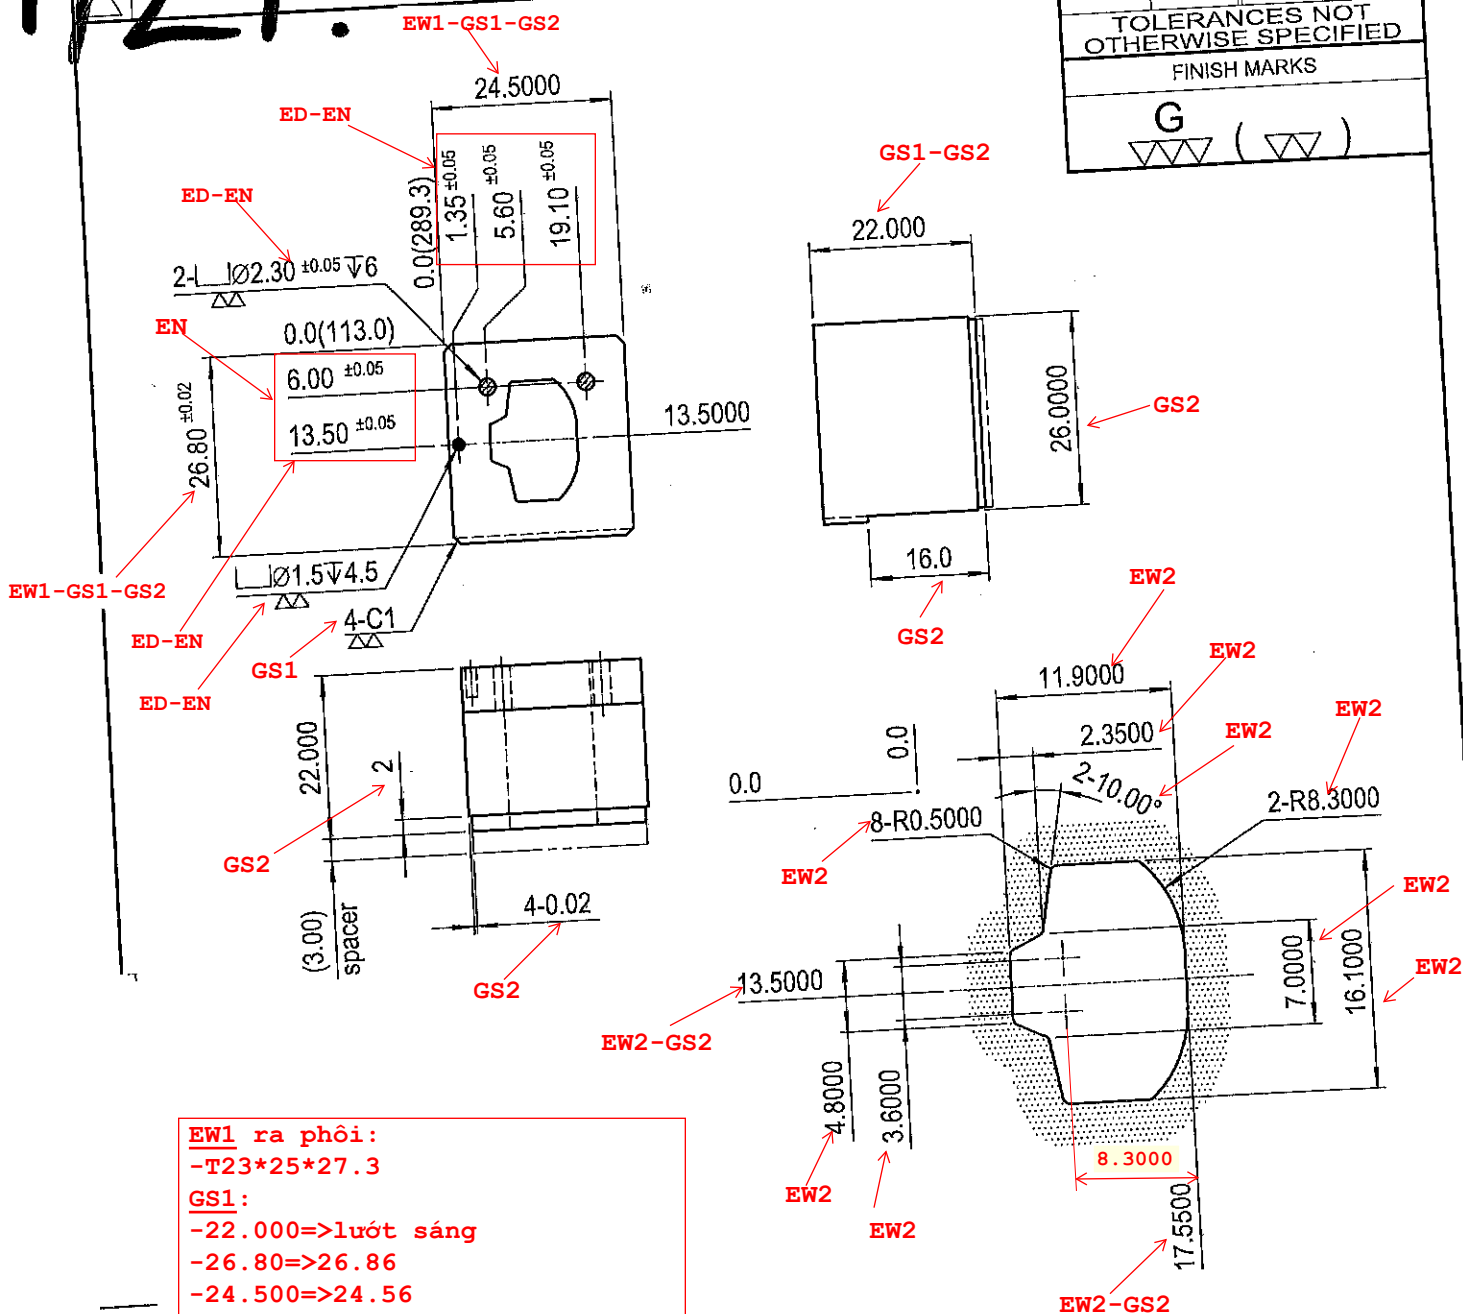 EW1-GS1-GS2
TOLERANCES NOT
OTHERWISE SPECIFIED
FINISH MARKS
G
( )
24.5000
ED-EN
0.0(289.3)
1.35 ±0.05
5.60 ±0.05
19.10 ±0.05
ED-EN
2-⌴Ø2.30 ±0.05 ↧6
EN
0.0(113.0)
6.00 ±0.05
13.50 ±0.05
26.80 ±0.02
13.5000
EW1-GS1-GS2
⌴Ø1.5↧4.5
ED-EN
4-C1
GS1
ED-EN
GS1-GS2
22.000
26.0000
GS2
16.0
GS2
22.000
2
GS2
(3.00)
spacer
4-0.02
GS2
EW2
11.9000
EW2
2.3500
EW2
EW2
0.0
0.0
2-10.00°
2-R8.3000
8-R0.5000
EW2
EW2
7.0000
16.1000
EW2
13.5000
EW2-GS2
4.8000
3.6000
EW2
EW2
8.3000
17.5500
EW2-GS2
EW1 ra phôi:
-T23*25*27.3
GS1:
-22.000=>lướt sáng
-26.80=>26.86
-24.500=>24.56